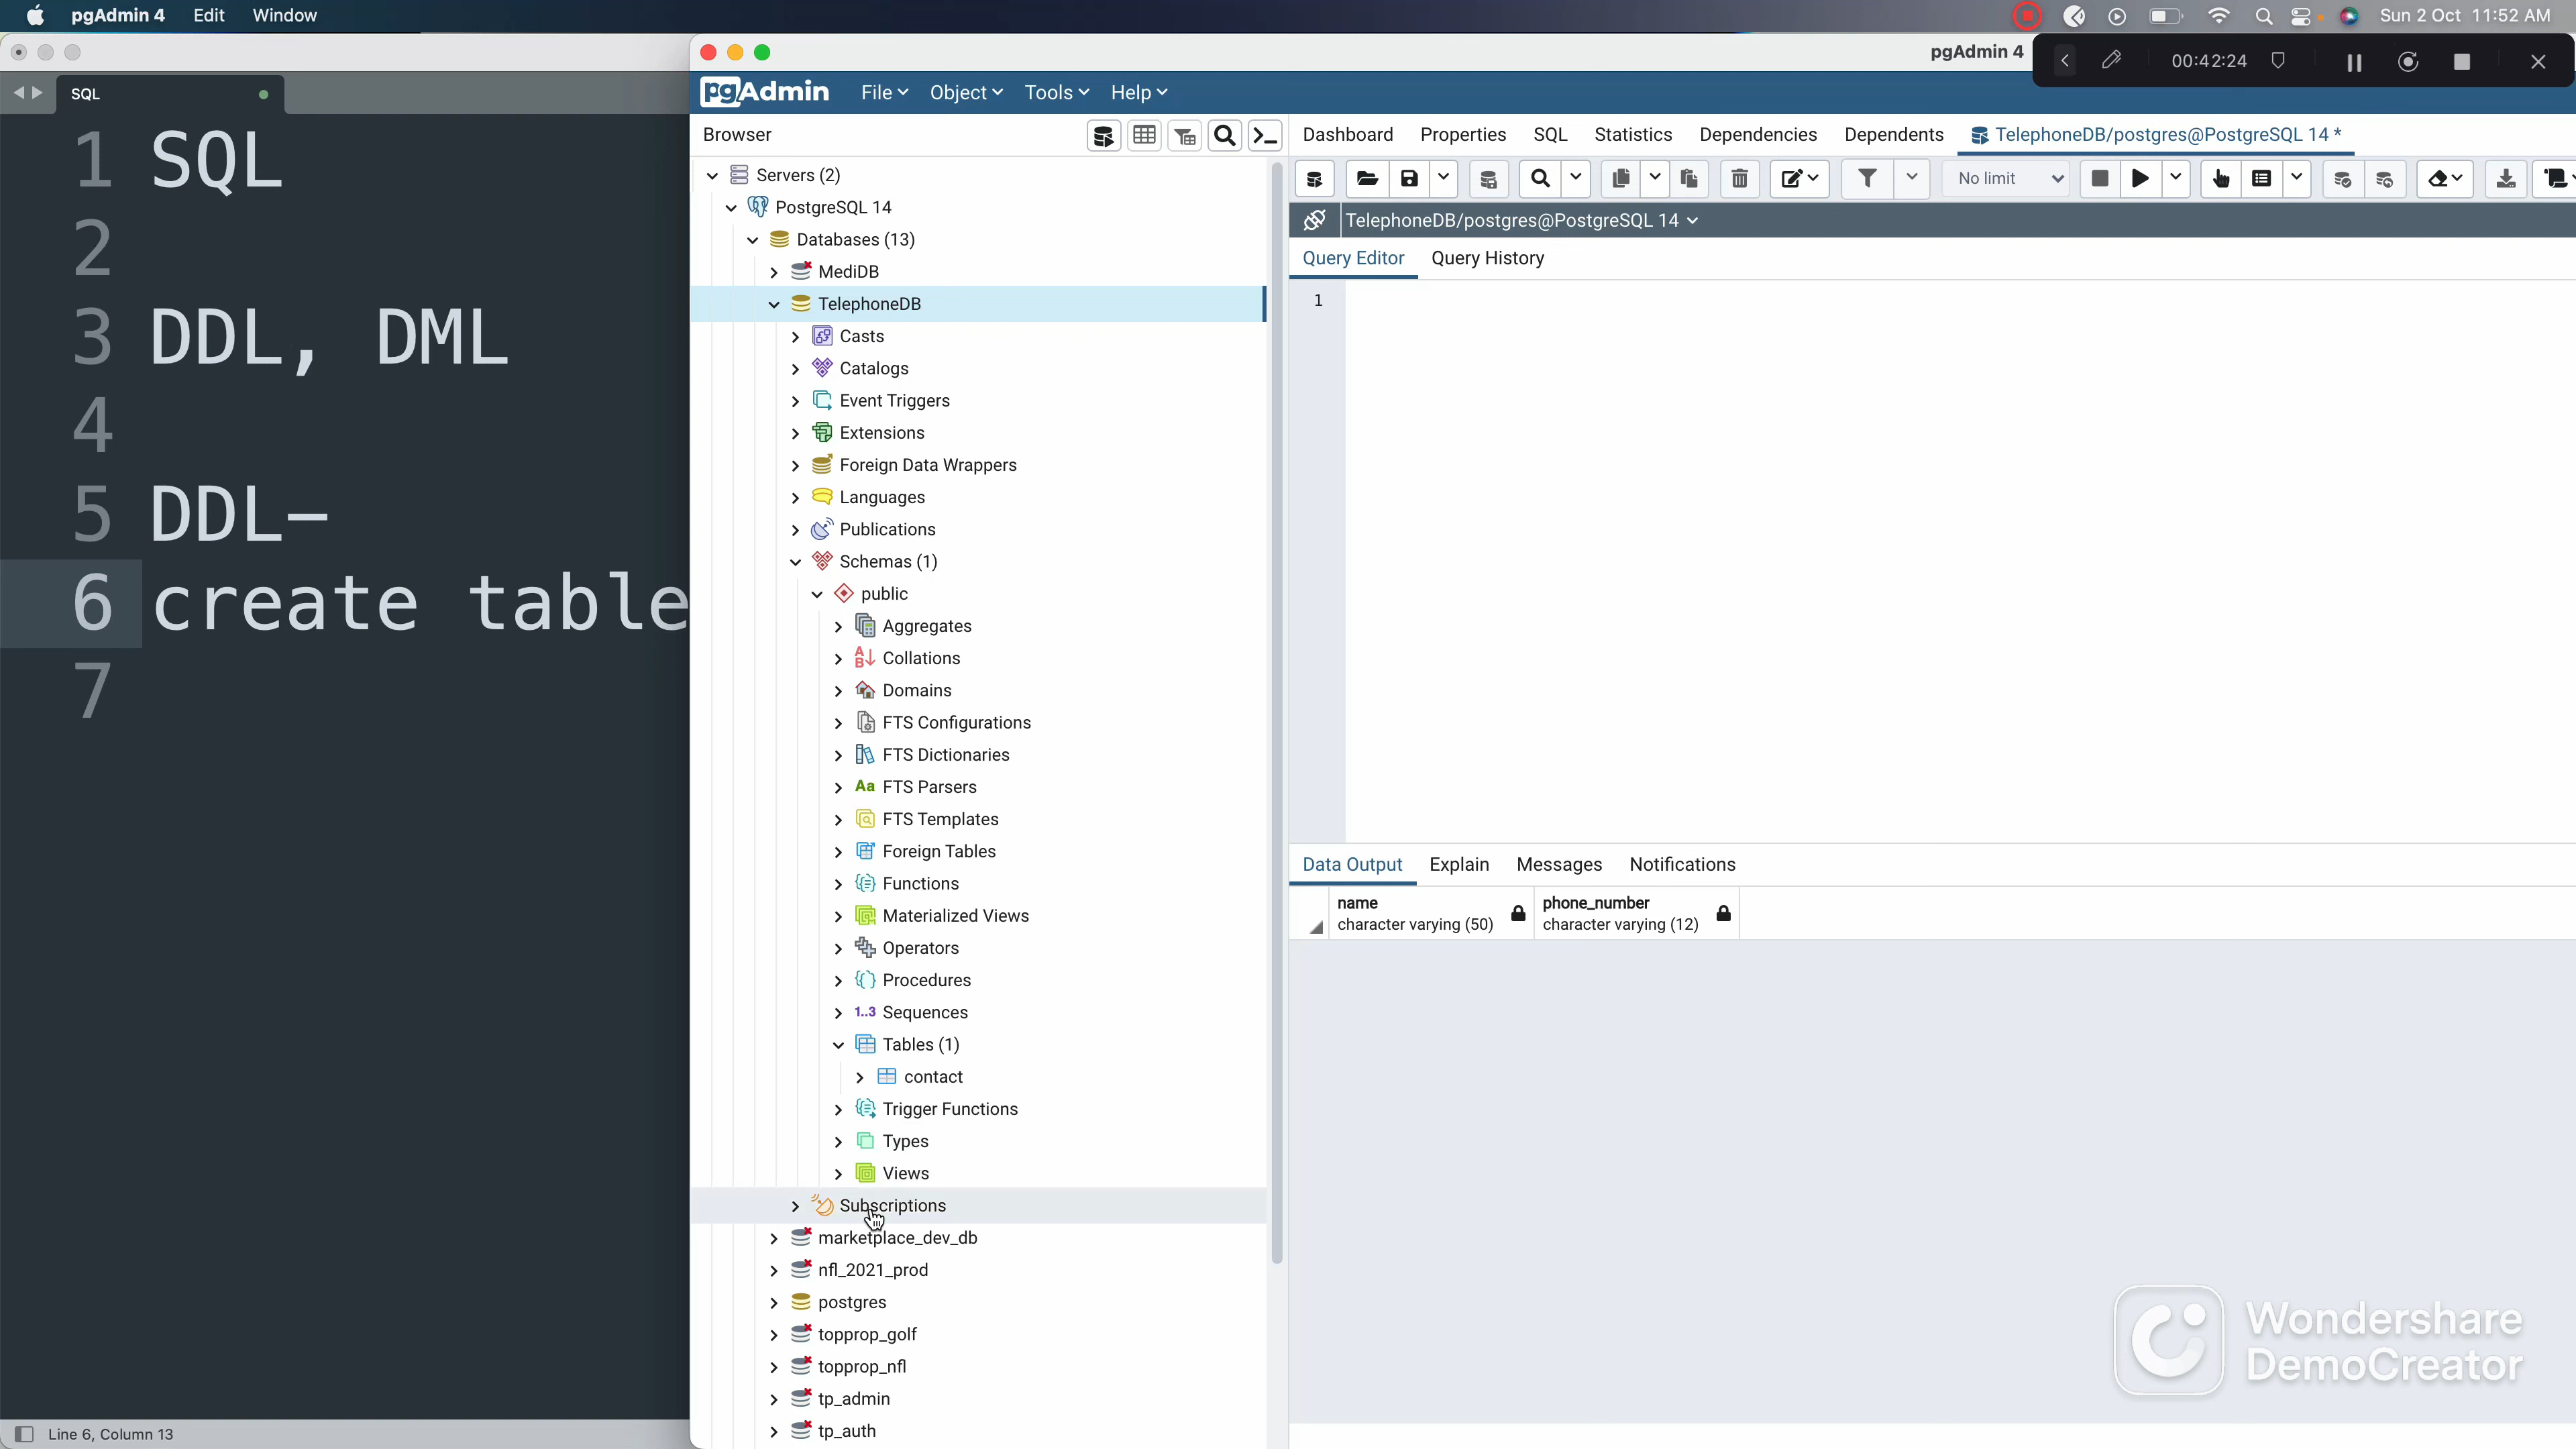 pgAdmin 4 Edit Window
Sun 2 Oct 11:52 AM
pgAdmin 4
00:42:24
SQL
1 SQL
2
3 DDL, DML
4
5 DDL-
6 create table
7
Line 6, Column 13
pgAdmin File Object Tools Help
Browser
Servers (2)
PostgreSQL 14
Databases (13)
MediDB
TelephoneDB
Casts
Catalogs
Event Triggers
Extensions
Foreign Data Wrappers
Languages
Publications
Schemas (1)
public
Aggregates
Collations
Domains
FTS Configurations
FTS Dictionaries
Aa FTS Parsers
FTS Templates
Foreign Tables
Functions
Materialized Views
Operators
Procedures
1..3 Sequences
Tables (1)
contact
Trigger Functions
Types
Views
Subscriptions
marketplace_dev_db
nfl_2021_prod
postgres
topprop_golf
topprop_nfl
tp_admin
tp_auth
Dashboard Properties SQL Statistics Dependencies Dependents TelephoneDB/postgres@PostgreSQL 14 *
No limit
TelephoneDB/postgres@PostgreSQL 14
Query Editor Query History
1
Data Output Explain Messages Notifications
name phone_number
character varying (50) character varying (12)
Wondershare
DemoCreator